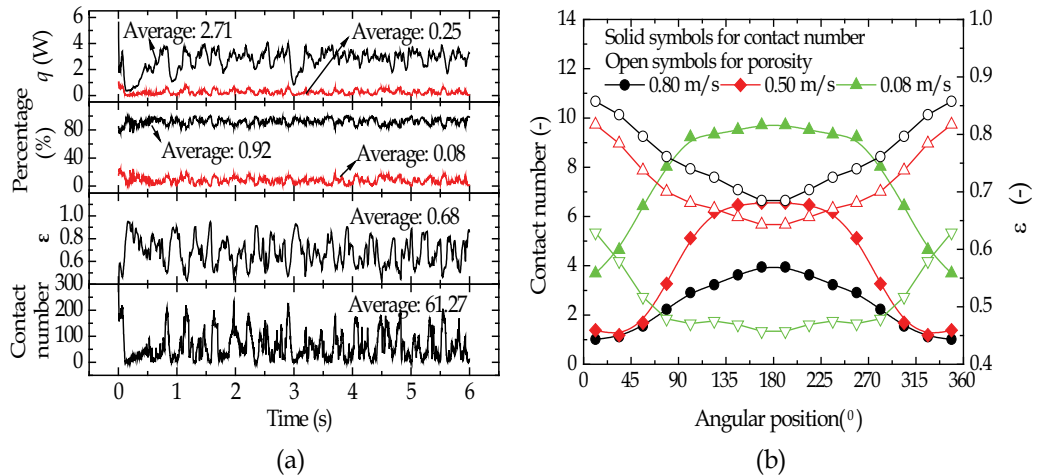 6
4
2
0
q (W)
Average: 2.71
Average: 0.25
80
40
0
Percentage
(%)
Average: 0.92
Average: 0.08
1.0
0.8
0.6
ε
Average: 0.68
300
200
100
0
Contact
number
Average: 61.27
0 1 2 3 4 5 6
Time (s)
(a)
14
12
10
8
6
4
2
0
Contact number (-)
Solid symbols for contact number
Open symbols for porosity
0.80 m/s 0.50 m/s 0.08 m/s
1.0
0.9
0.8
0.7
0.6
0.5
0.4
ε (-)
0 45 90 135 180 225 270 315 360
Angular position(⁰)
(b)